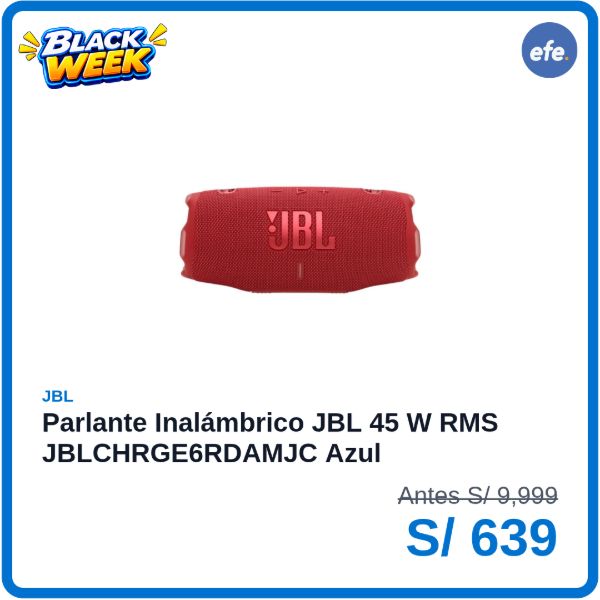 BLACK
WEEK
efe.
JBL
JBL
Parlante Inalámbrico JBL 45 W RMS
JBLCHRGE6RDAMJC Azul
Antes S/ 9,999
S/ 639